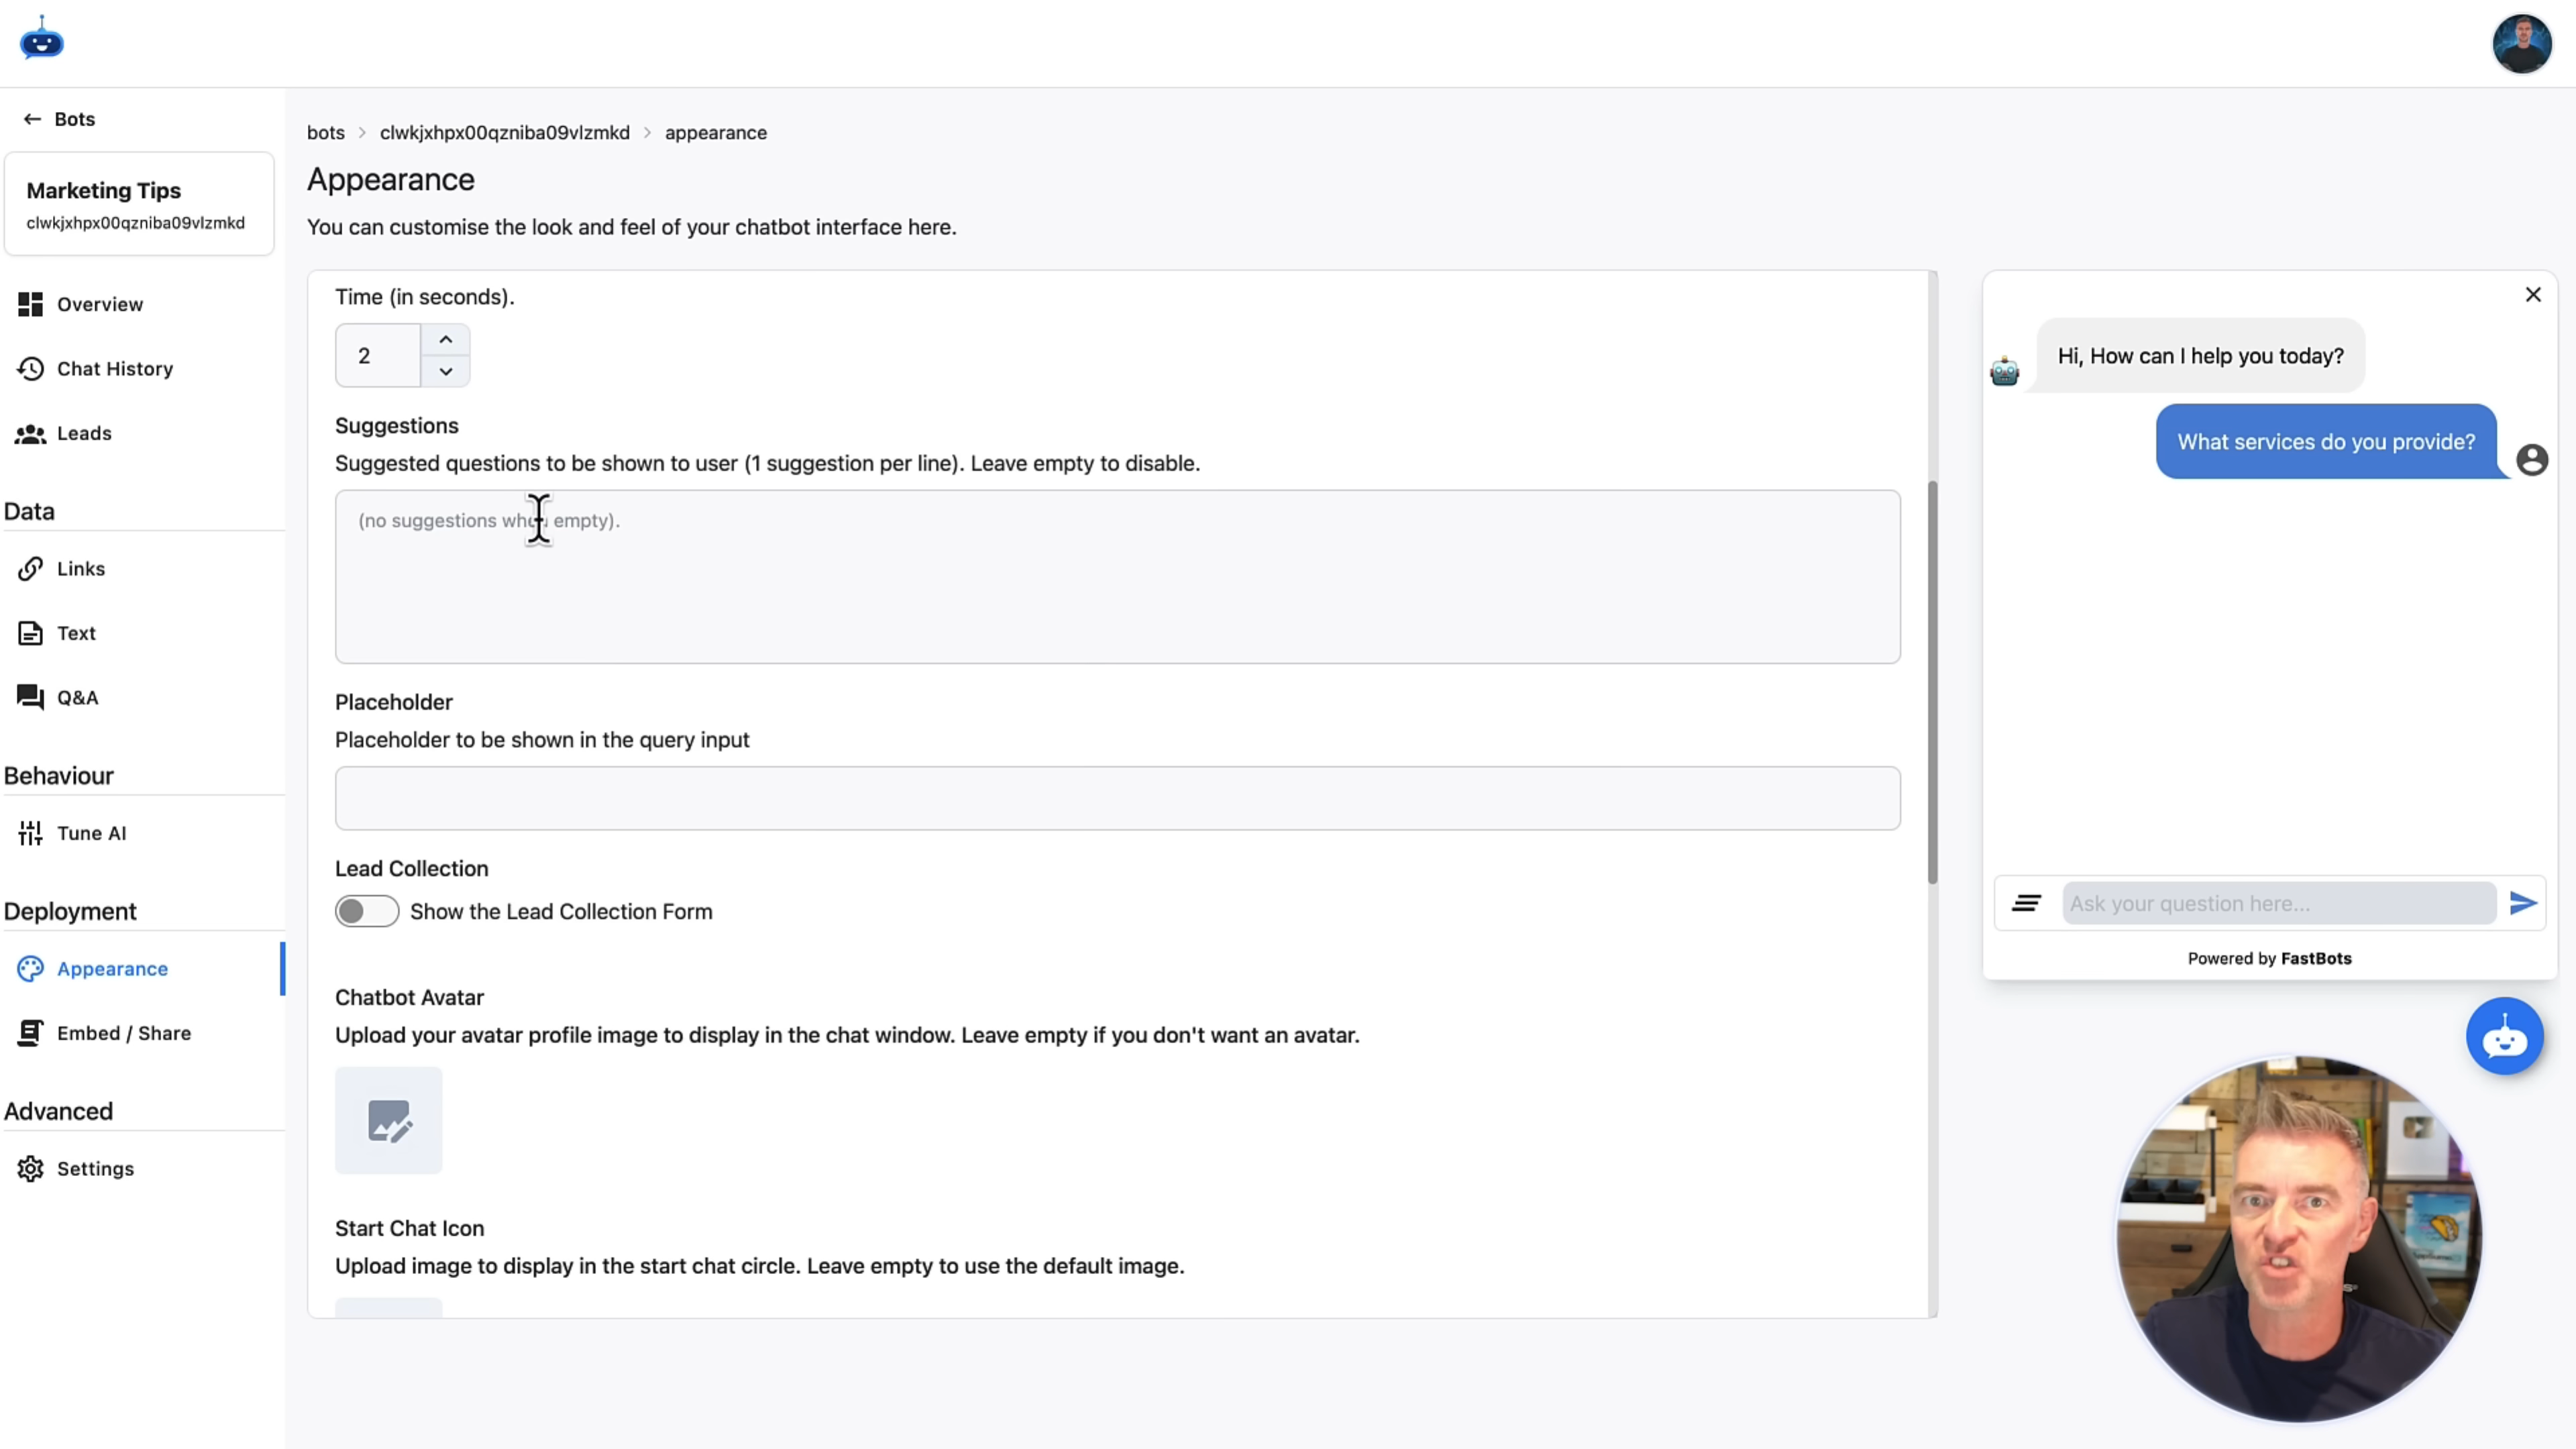 ← Bots
Marketing Tips
clwkjxhpx00qzniba09vlzmkd
Overview
Chat History
Leads
Data
Links
Text
Q&A
Behaviour
Tune AI
Deployment
Appearance
Embed / Share
Advanced
Settings
bots > clwkjxhpx00qzniba09vlzmkd > appearance
Appearance
You can customise the look and feel of your chatbot interface here.
Time (in seconds).
2
Suggestions
Suggested questions to be shown to user (1 suggestion per line). Leave empty to disable.
(no suggestions when empty).
Placeholder
Placeholder to be shown in the query input
Lead Collection
Show the Lead Collection Form
Chatbot Avatar
Upload your avatar profile image to display in the chat window. Leave empty if you don't want an avatar.
Start Chat Icon
Upload image to display in the start chat circle. Leave empty to use the default image.
Hi, How can I help you today?
What services do you provide?
Ask your question here...
Powered by FastBots